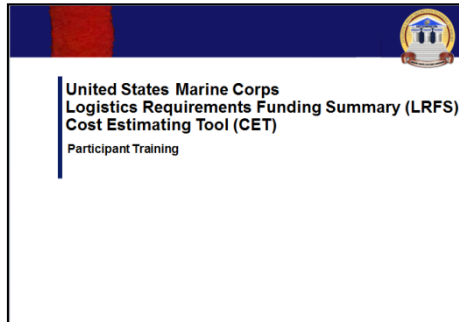 United States Marine Corps
Logistics Requirements Funding Summary (LRFS)
Cost Estimating Tool (CET)
Participant Training